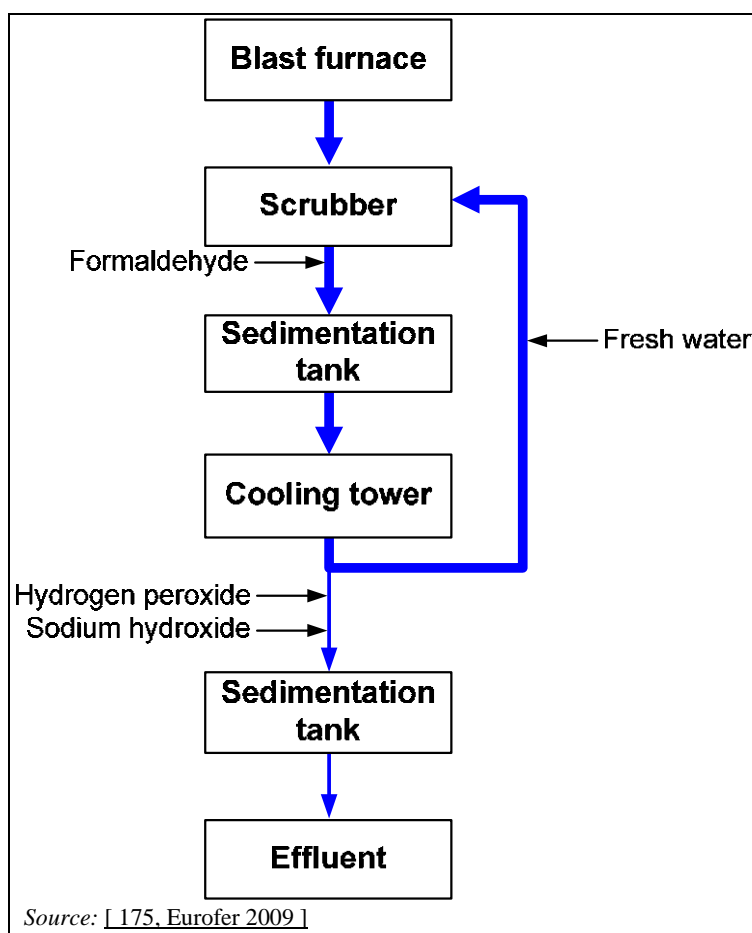 Blast furnace
Scrubber
Formaldehyde
Sedimentation
tank
Fresh water
Cooling tower
Hydrogen peroxide
Sodium hydroxide
Sedimentation
tank
Effluent
Source: [ 175, Eurofer 2009 ]